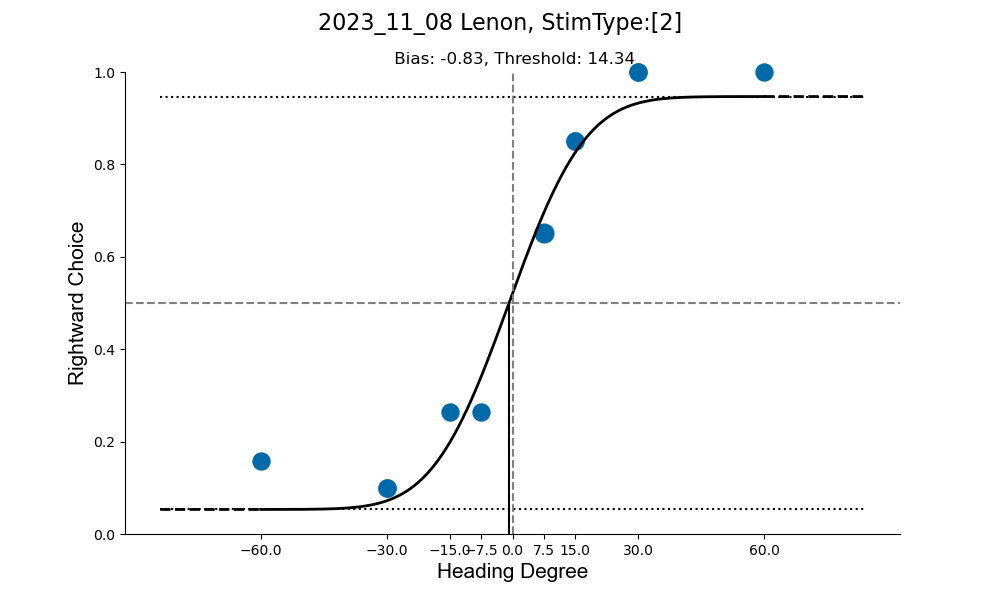 2023_11_08 Lenon, StimType:[2]
Bias: -0.83, Threshold: 14.34
1.0
0.8
0.6
0.4
0.2
0.0
Rightward Choice
−60.0 −30.0 −15.0 −7.5 0.0 7.5 15.0 30.0 60.0
Heading Degree